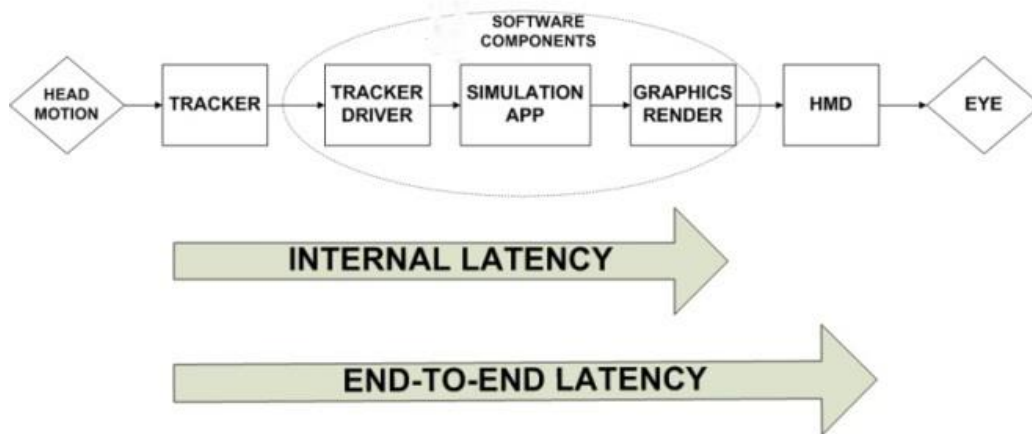 SOFTWARE
COMPONENTS
HEAD
MOTION
TRACKER
TRACKER
DRIVER
SIMULATION
APP
GRAPHICS
RENDER
HMD
EYE
INTERNAL LATENCY
END-TO-END LATENCY